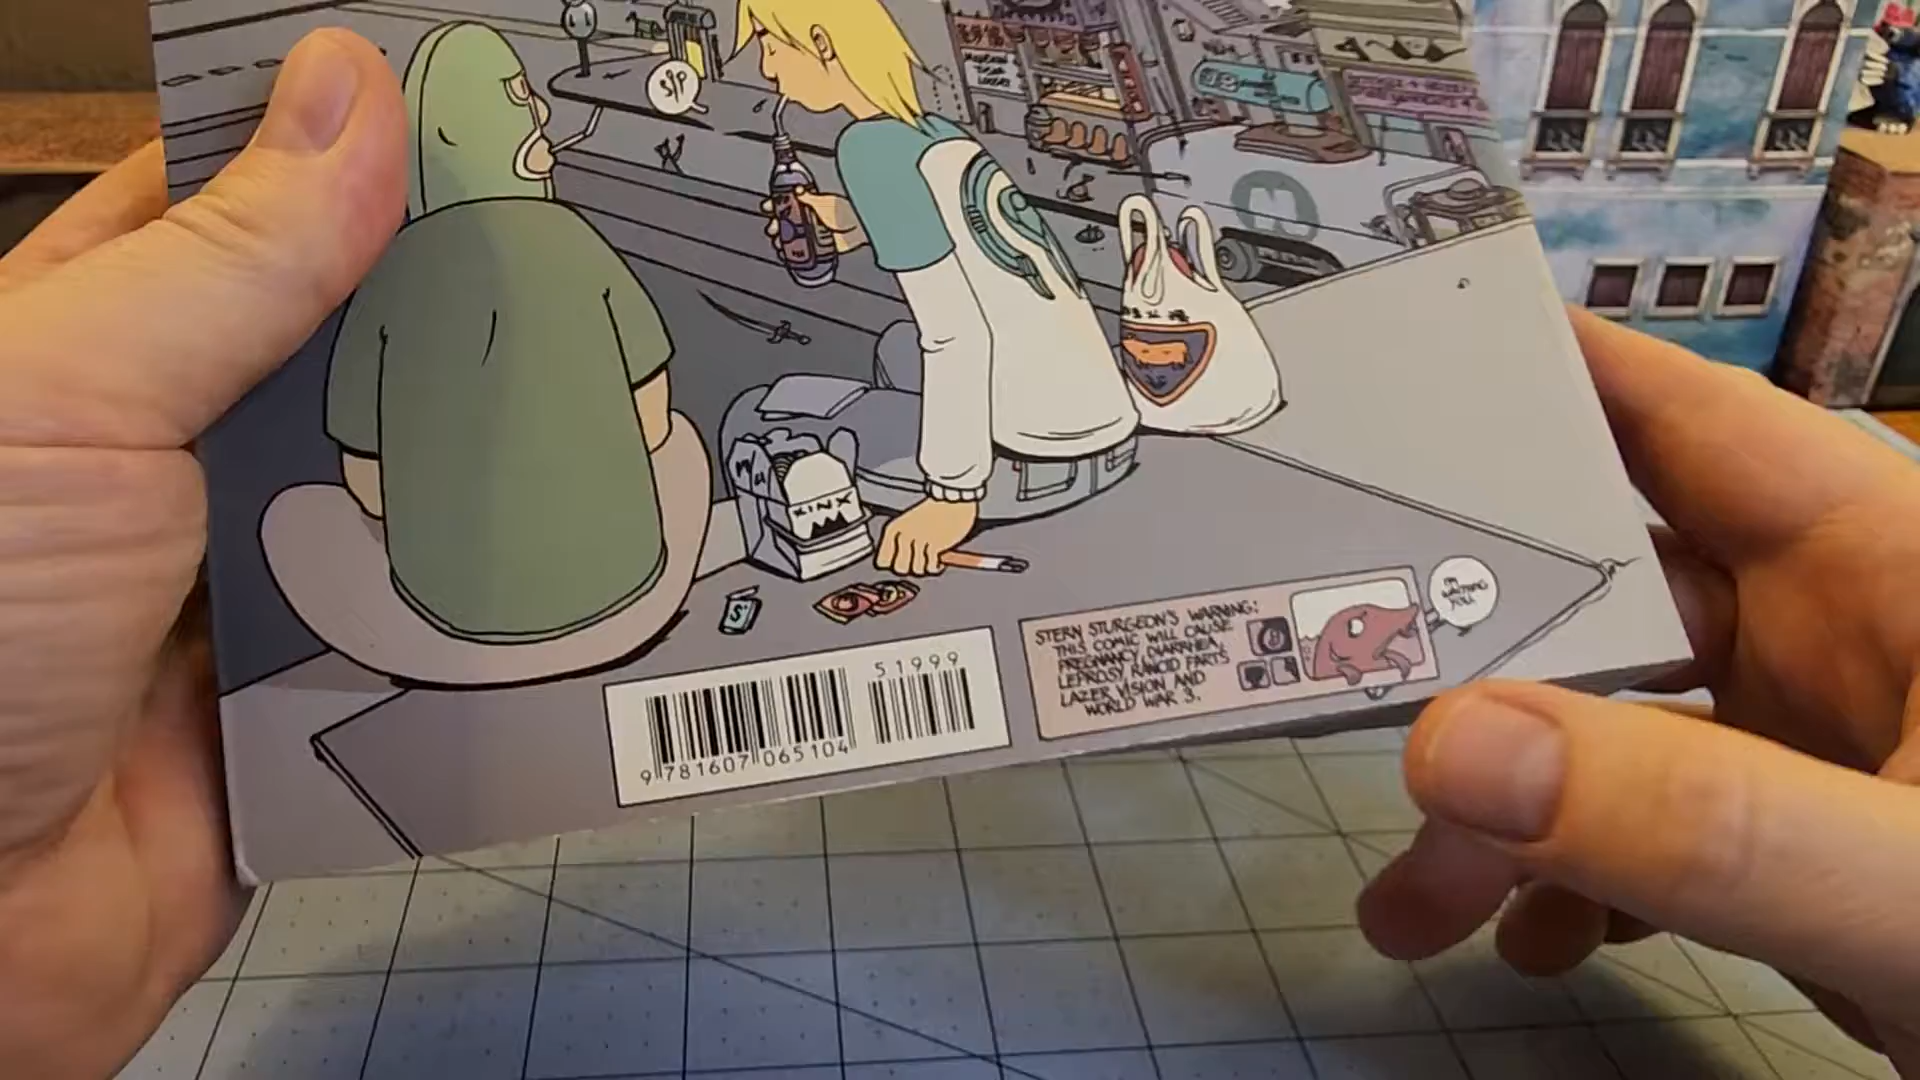 SIP
N
XINX
S
STERN STURGEON'S WARNING:
THIS COMIC WILL CAUSE
PREGNANCY, DIARRHEA,
LEPROSY, RANCID FARTS
LAZER VISION AND
WORLD WAR 3.
I'M
WATCHING
YOU.
51999
9 781607 065104